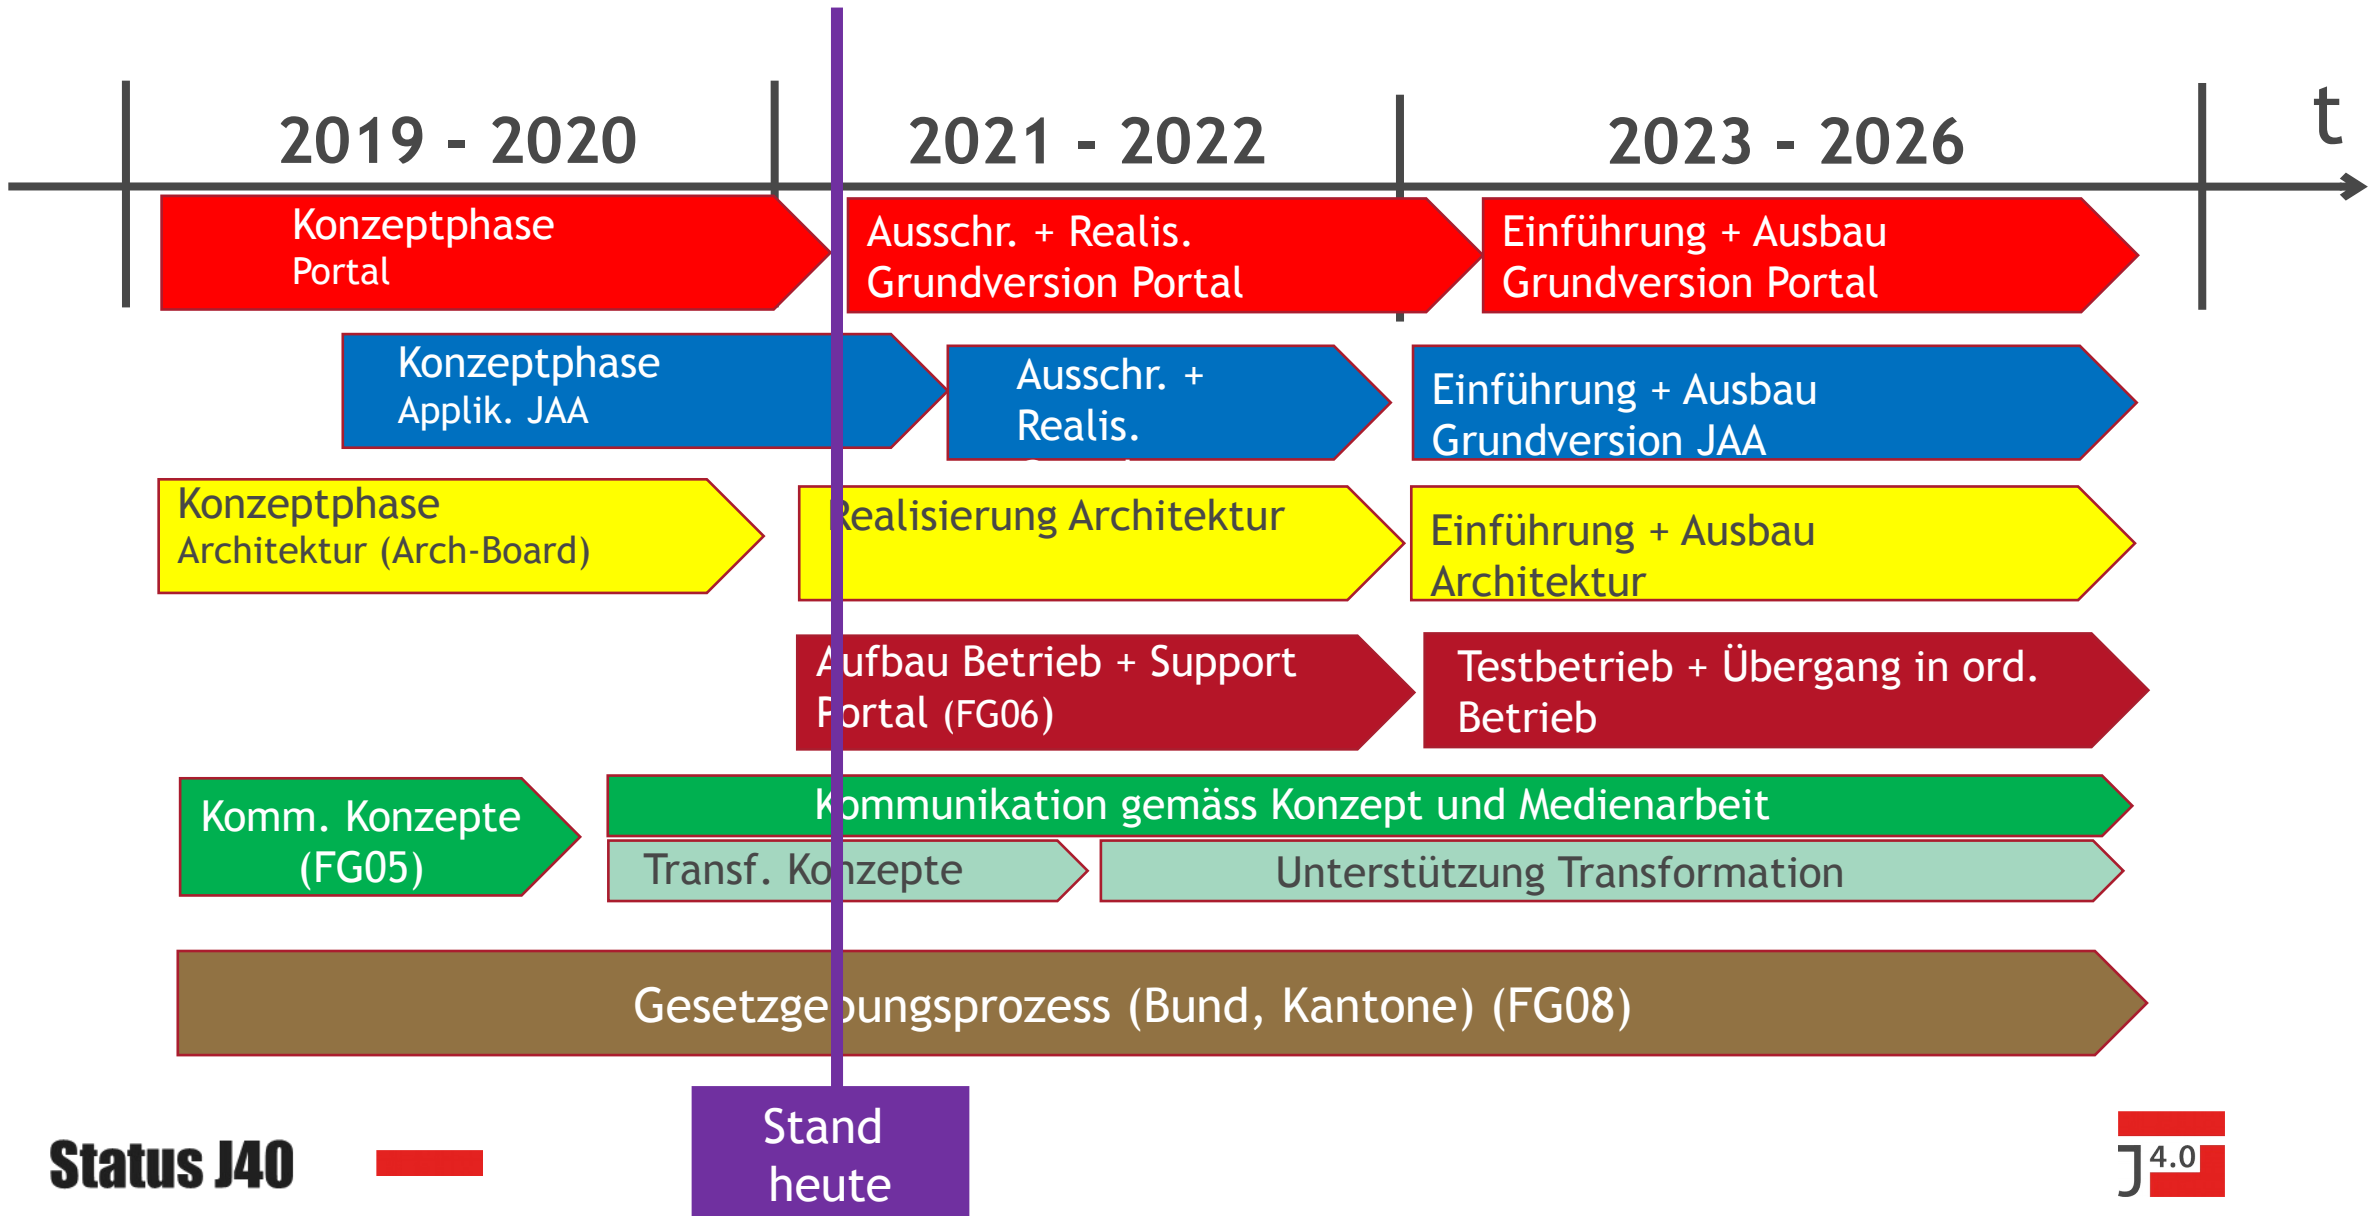 t
2019 - 2020
2021 - 2022
2023 - 2026
Konzeptphase
Portal
Ausschr. + Realis.
Grundversion Portal
Einführung + Ausbau
Grundversion Portal
Konzeptphase
Applik. JAA
Ausschr. +
Realis.
Einführung + Ausbau
Grundversion JAA
Konzeptphase
Architektur (Arch-Board)
Realisierung Architektur
Einführung + Ausbau
Architektur
Aufbau Betrieb + Support
Portal (FG06)
Testbetrieb + Übergang in ord.
Betrieb
Komm. Konzepte
(FG05)
Kommunikation gemäss Konzept und Medienarbeit
Transf. Konzepte
Unterstützung Transformation
Gesetzgebungsprozess (Bund, Kantone) (FG08)
Stand
heute
Status J40
J 4.0